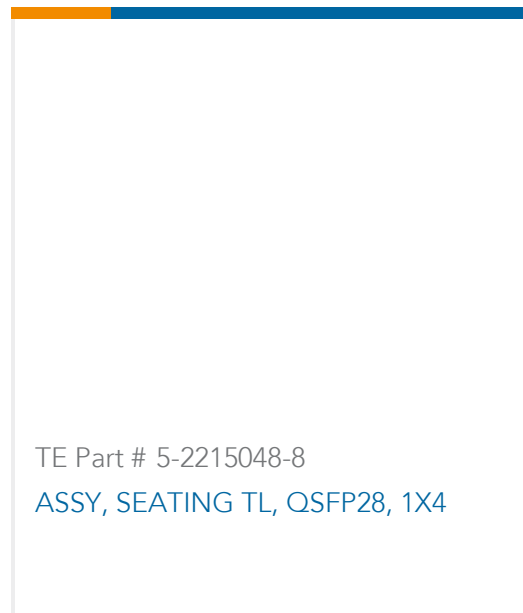 TE Part # 5-2215048-8
ASSY, SEATING TL, QSFP28, 1X4